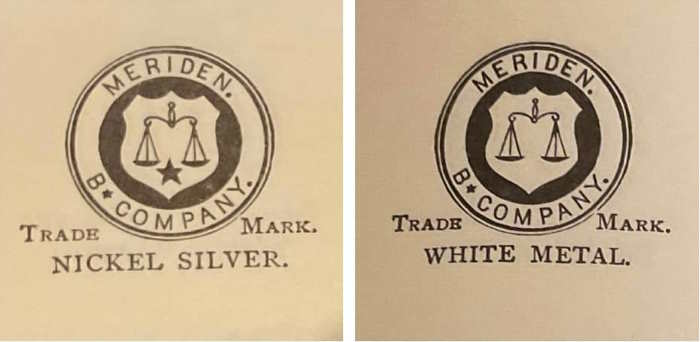 MERIDEN.
B★COMPANY.
TRADE MARK.
NICKEL SILVER.
MERIDEN.
B★COMPANY.
TRADE MARK.
WHITE METAL.